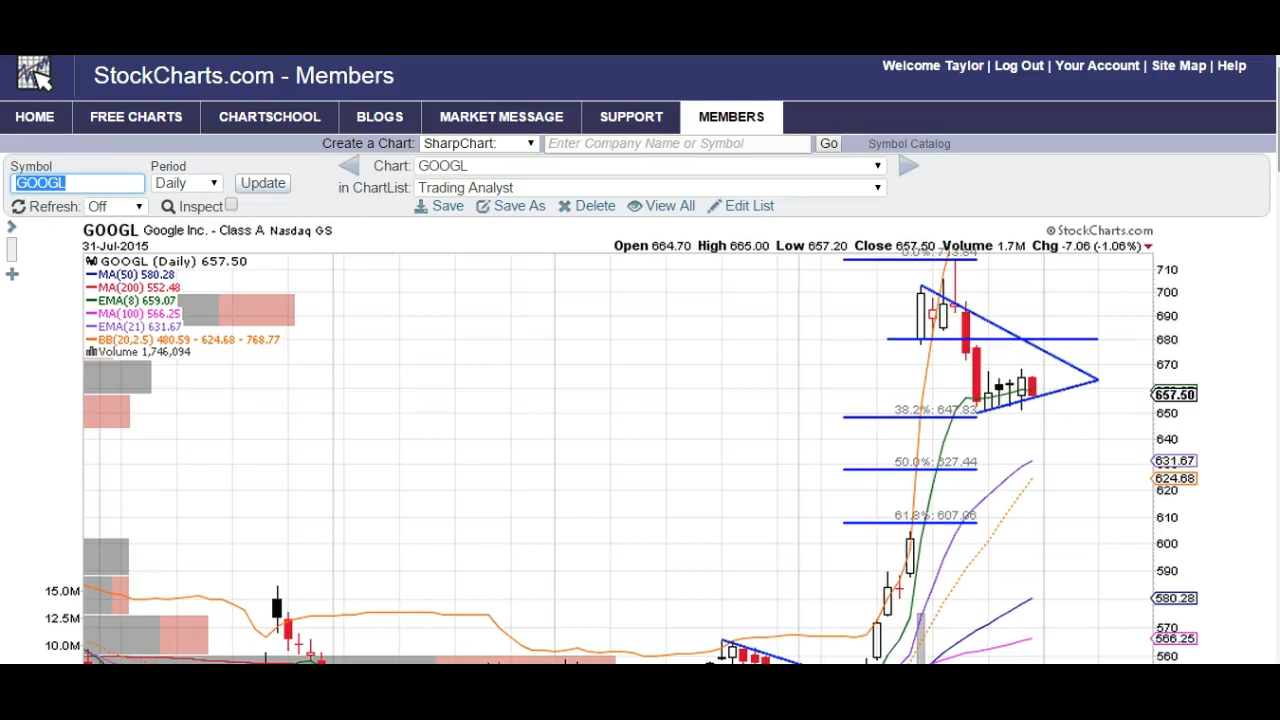 StockCharts.com - Members
Welcome Taylor | Log Out | Your Account | Site Map | Help
HOME FREE CHARTS CHARTSCHOOL BLOGS MARKET MESSAGE SUPPORT MEMBERS
Create a Chart: SharpChart: Enter Company Name or Symbol Go Symbol Catalog
Symbol Period Chart: GOOGL
GOOGL Daily Update in ChartList: Trading Analyst
Refresh: Off Inspect Save Save As Delete View All Edit List
GOOGL Google Inc. - Class A Nasdaq GS © StockCharts.com
31-Jul-2015 Open 664.70 High 665.00 Low 657.20 Close 657.50 Volume 1.7M Chg -7.06 (-1.06%)
GOOGL (Daily) 657.50
MA(50) 580.28
MA(200) 552.48
EMA(8) 659.07
MA(100) 566.25
EMA(21) 631.67
BB(20,2.5) 480.59 - 624.68 - 768.77
Volume 1,746,094
710
700
690
680
670
657.50
38.2%: 647.83
650
640
50.0%: 627.44
631.67
624.68
620
61.8%: 607.06
610
600
590
15.0M
580.28
12.5M
570
10.0M
566.25
560